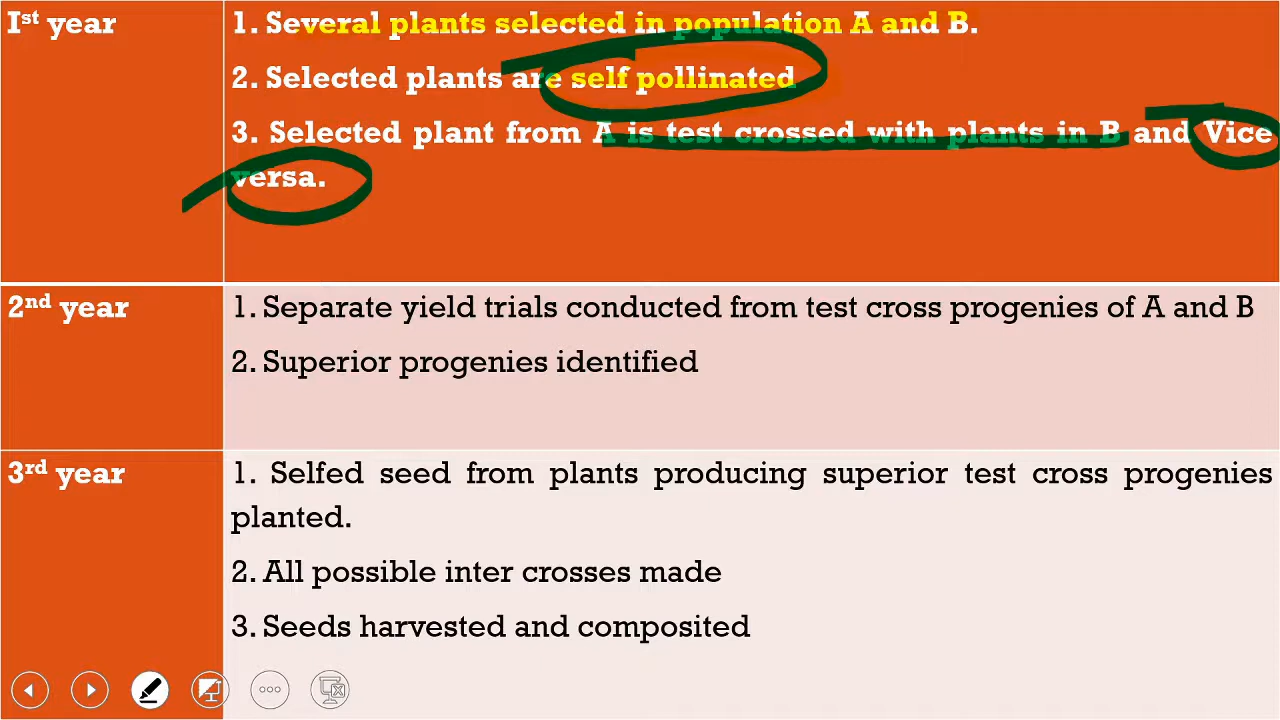 Ist year
1. Several plants selected in population A and B.
2. Selected plants are self pollinated
3. Selected plant from A is test crossed with plants in B and Vice
versa.
2nd year
1. Separate yield trials conducted from test cross progenies of A and B
2. Superior progenies identified
3rd year
1. Selfed seed from plants producing superior test cross progenies
planted.
2. All possible inter crosses made
3. Seeds harvested and composited